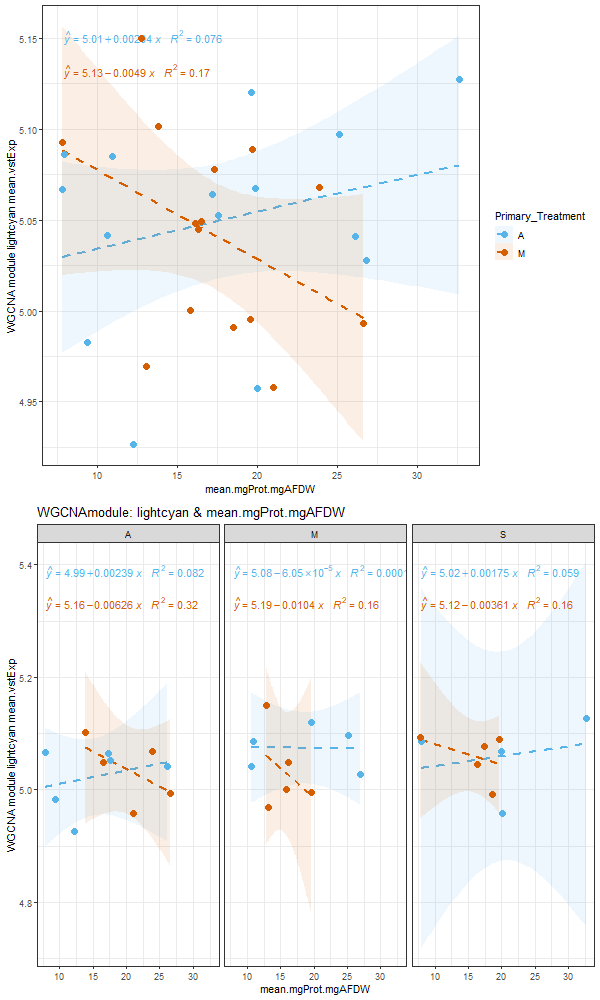 ŷ = 5.01 + 0.00204 x R² = 0.076
ŷ = 5.13 − 0.0049 x R² = 0.17
5.15
5.10
5.05
5.00
4.95
WGCNA module lightcyan mean.vstExp
10 15 20 25 30
mean.mgProt.mgAFDW
Primary_Treatment
A
M
WGCNAmodule: lightcyan & mean.mgProt.mgAFDW
A M S
ŷ = 4.99 + 0.00239 x R² = 0.082
ŷ = 5.16 − 0.00626 x R² = 0.32
ŷ = 5.08 − 6.05 × 10⁻⁵ x R² = 0.0001
ŷ = 5.19 − 0.0104 x R² = 0.16
ŷ = 5.02 + 0.00175 x R² = 0.059
ŷ = 5.12 − 0.00361 x R² = 0.16
5.4
5.2
5.0
4.8
WGCNA module lightcyan mean.vstExp
10 15 20 25 30 10 15 20 25 30 10 15 20 25 30
mean.mgProt.mgAFDW